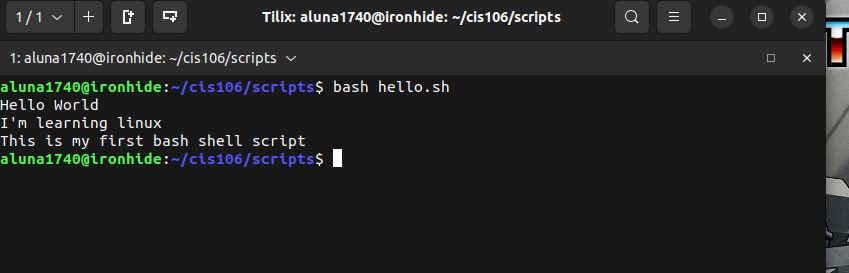 1 / 1
Tilix: aluna1740@ironhide: ~/cis106/scripts
1: aluna1740@ironhide: ~/cis106/scripts
aluna1740@ironhide:~/cis106/scripts$ bash hello.sh
Hello World
I'm learning linux
This is my first bash shell script
aluna1740@ironhide:~/cis106/scripts$